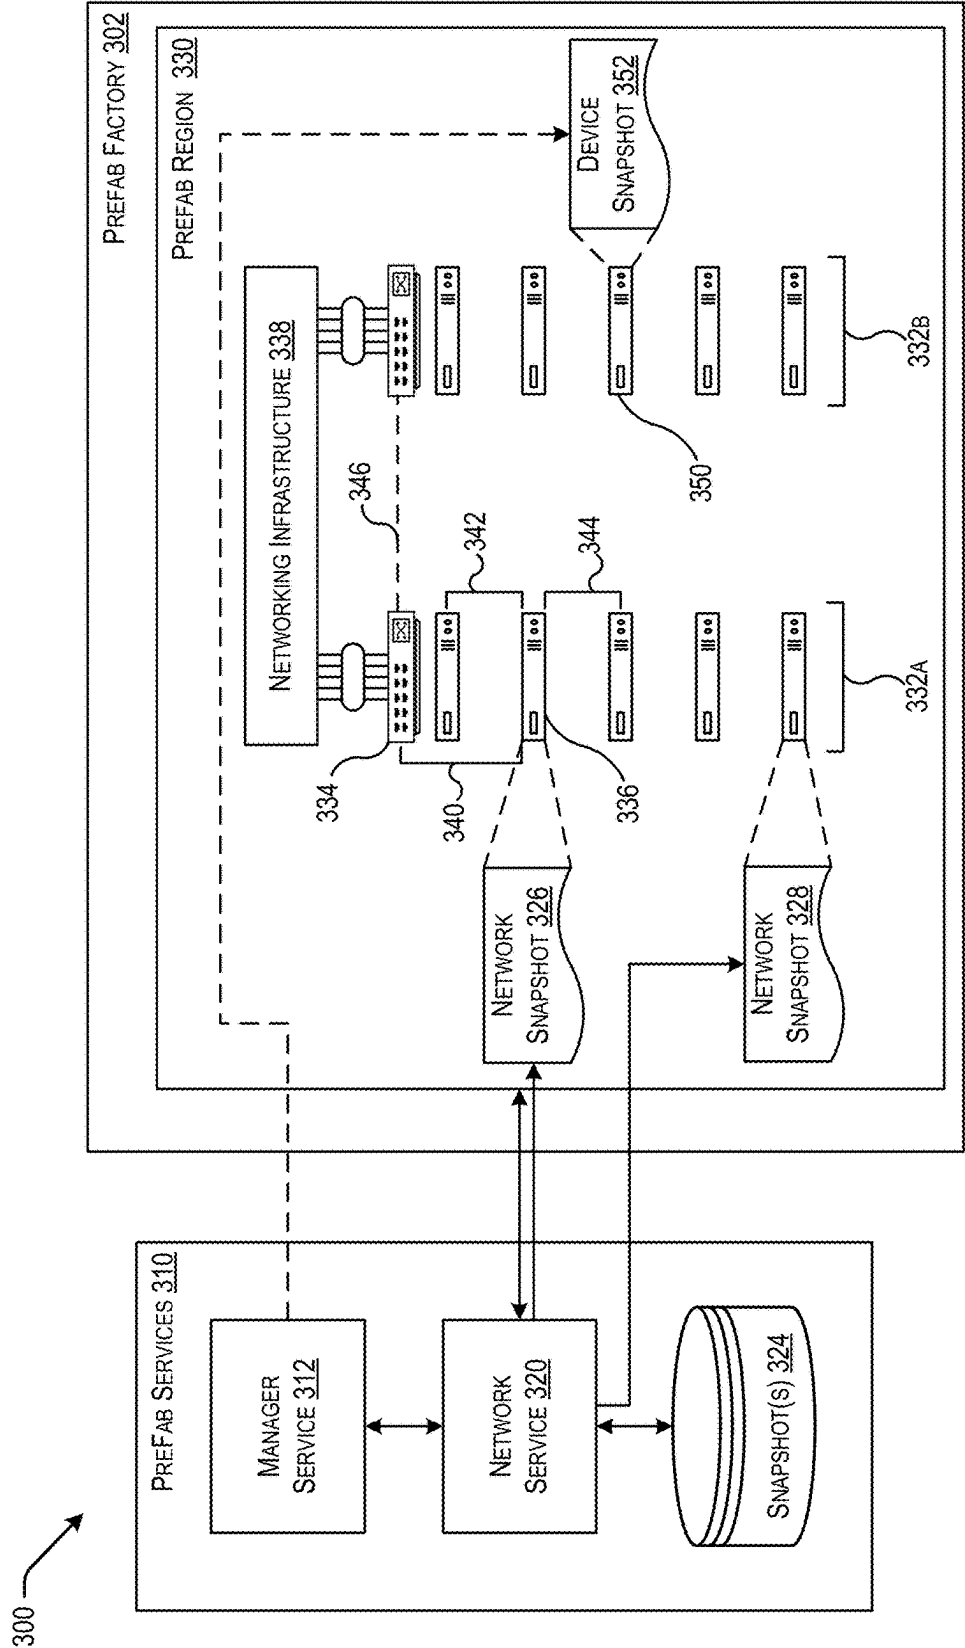 300
PREFAB SERVICES 310
MANAGER
SERVICE 312
NETWORK
SERVICE 320
SNAPSHOT(S) 324
PREFAB FACTORY 302
PREFAB REGION 330
NETWORKING INFRASTRUCTURE 338
334
346
340
342
336
344
350
NETWORK
SNAPSHOT 326
NETWORK
SNAPSHOT 328
DEVICE
SNAPSHOT 352
332A
332B